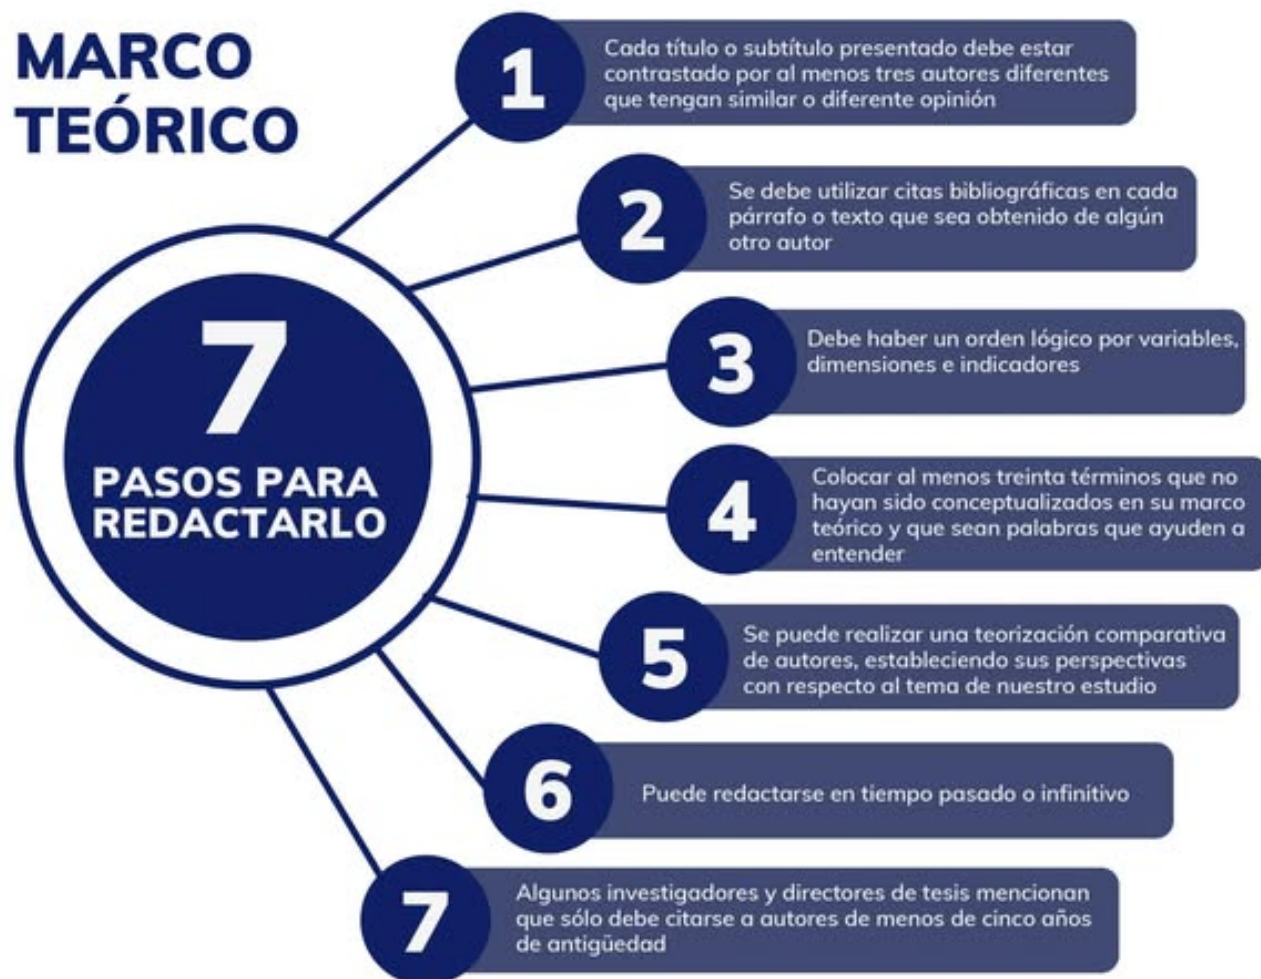 MARCO
TEÓRICO
7
PASOS PARA
REDACTARLO
1
Cada título o subtítulo presentado debe estar
contrastado por al menos tres autores diferentes
que tengan similar o diferente opinión
2
Se debe utilizar citas bibliográficas en cada
párrafo o texto que sea obtenido de algún
otro autor
3
Debe haber un orden lógico por variables,
dimensiones e indicadores
4
Colocar al menos treinta términos que no
hayan sido conceptualizados en su marco
teórico y que sean palabras que ayuden a
entender
5
Se puede realizar una teorización comparativa
de autores, estableciendo sus perspectivas
con respecto al tema de nuestro estudio
6
Puede redactarse en tiempo pasado o infinitivo
7
Algunos investigadores y directores de tesis mencionan
que sólo debe citarse a autores de menos de cinco años
de antigüedad